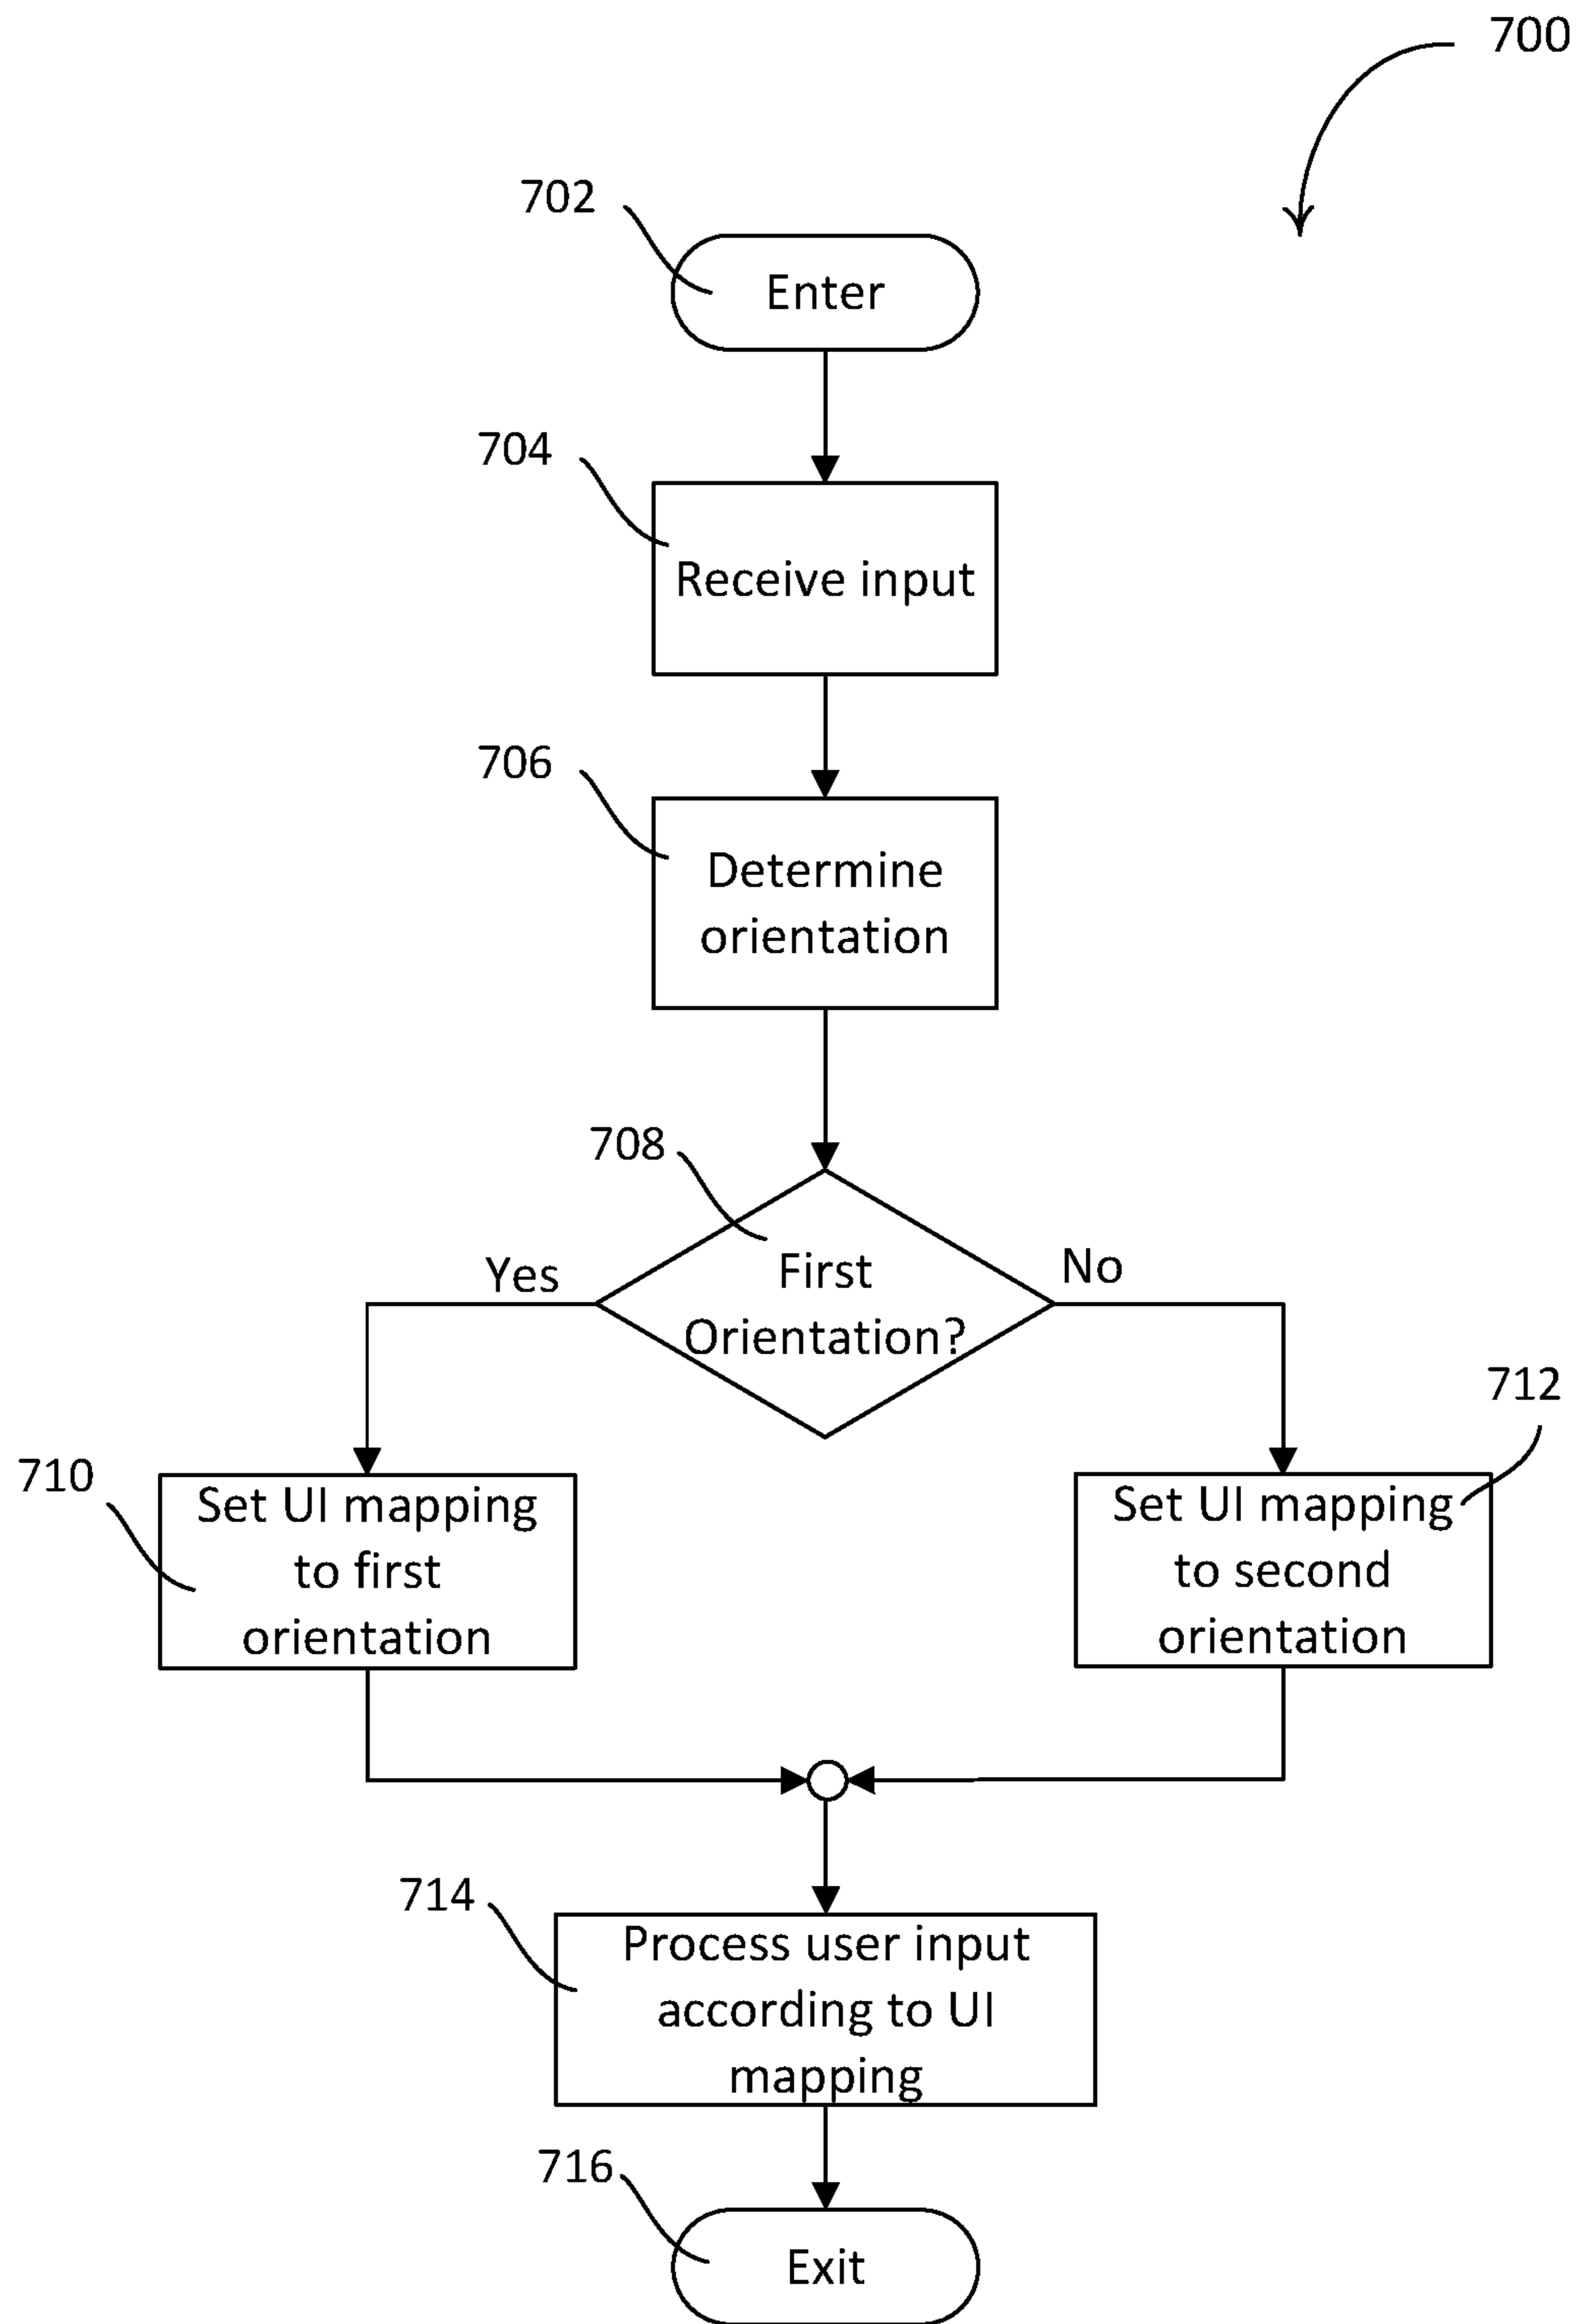 700
702
Enter
704
Receive input
706
Determine
orientation
708
Yes
First
No
Orientation?
712
710
Set UI mapping
to first
orientation
Set UI mapping
to second
orientation
714
Process user input
according to UI
mapping
716
Exit